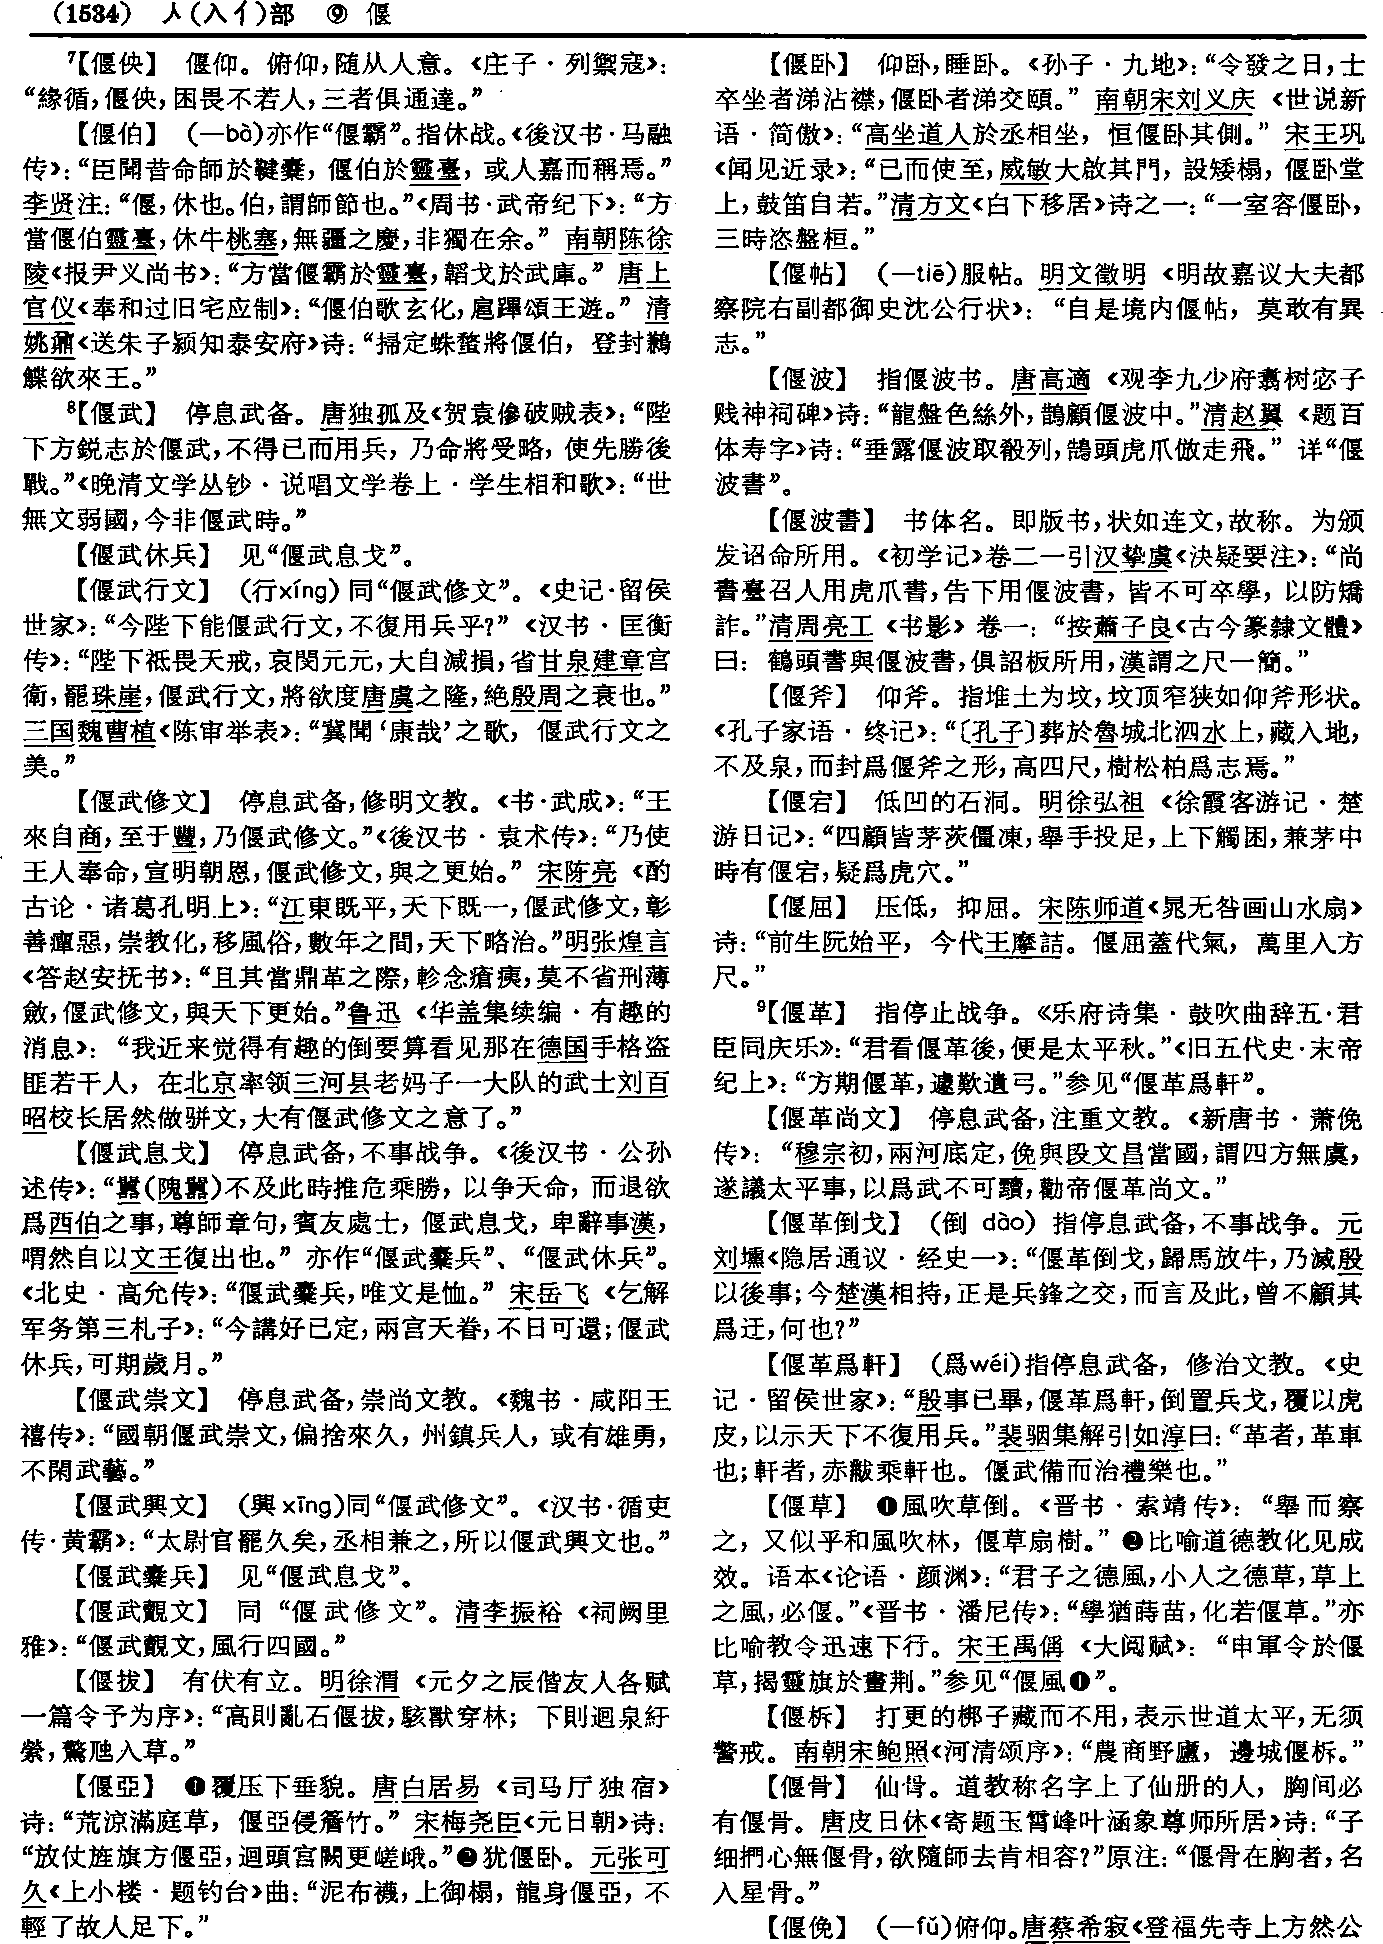 (1534) 人(入亻)部 ⑨ 偃
⁷【偃佒】 偃仰。俯仰，随从人意。《庄子·列禦寇》：
“緣循，偃佒，困畏不若人，三者俱通達。”
【偃伯】 (—bà)亦作“偃霸”。指休战。《後汉书·马融
传》：“臣聞昔命師於鞬櫜，偃伯於靈臺，或人嘉而稱焉。”
李贤注：“偃，休也。伯，謂師節也。”《周书·武帝纪下》：“方
當偃伯靈臺，休牛桃塞，無疆之慶，非獨在余。” 南朝陈徐
陵《报尹义尚书》：“方當偃霸於靈臺，韜戈於武庫。” 唐上
官仪《奉和过旧宅应制》：“偃伯歌玄化，扈蹕頌王遊。” 清
姚鼐《送朱子颍知泰安府》诗：“掃定蛛蝥將偃伯，登封鶼
鰈欲來王。”
⁸【偃武】 停息武备。唐独孤及《贺袁傪破贼表》：“陛
下方鋭志於偃武，不得已而用兵，乃命將受略，使先勝後
戰。”《晚清文学丛钞·说唱文学卷上·学生相和歌》：“世
無文弱國，今非偃武時。”
【偃武休兵】 见“偃武息戈”。
【偃武行文】 (行xíng) 同“偃武修文”。《史记·留侯
世家》：“今陛下能偃武行文，不復用兵乎？” 《汉书·匡衡
传》：“陛下祗畏天戒，哀閔元元，大自減損，省甘泉建章宫
衛，罷珠崖，偃武行文，將欲度唐虞之隆，絶殷周之衰也。”
三国魏曹植《陈审举表》：“冀聞‘康哉’之歌，偃武行文之
美。”
【偃武修文】 停息武备，修明文教。《书·武成》：“王
來自商，至于豐，乃偃武修文。”《後汉书·袁术传》：“乃使
王人奉命，宣明朝恩，偃武修文，與之更始。” 宋陈亮 《酌
古论·诸葛孔明上》：“江東既平，天下既一，偃武修文，彰
善癉惡，崇教化，移風俗，數年之間，天下略治。”明张煌言
《答赵安抚书》：“且其當鼎革之際，軫念瘡痍，莫不省刑薄
斂，偃武修文，與天下更始。”鲁迅 《华盖集续编·有趣的
消息》：“我近来觉得有趣的倒要算看见那在德国手格盗
匪若干人，在北京率领三河县老妈子一大队的武士刘百
昭校长居然做骈文，大有偃武修文之意了。”
【偃武息戈】 停息武备，不事战争。《後汉书·公孙
述传》：“囂(隗囂)不及此時推危乘勝，以争天命，而退欲
爲西伯之事，尊師章句，賓友處士，偃武息戈，卑辭事漢，
喟然自以文王復出也。” 亦作“偃武櫜兵”、“偃武休兵”。
《北史·高允传》：“偃武櫜兵，唯文是恤。” 宋岳飞 《乞解
军务第三札子》：“今講好已定，兩宫天眷，不日可還；偃武
休兵，可期歲月。”
【偃武崇文】 停息武备，崇尚文教。《魏书·咸阳王
禧传》：“國朝偃武崇文，偏捨來久，州鎮兵人，或有雄勇，
不閑武藝。”
【偃武興文】 (興xīng)同“偃武修文”。《汉书·循吏
传·黄霸》：“太尉官罷久矣，丞相兼之，所以偃武興文也。”
【偃武櫜兵】 见“偃武息戈”。
【偃武覿文】 同 “偃武修文”。清李振裕 《祠阙里
雅》：“偃武覿文，風行四國。”
【偃拔】 有伏有立。明徐渭 《元夕之辰偕友人各赋
一篇令予为序》：“高則亂石偃拔，駭獸穿林；下則迴泉紆
縈，驚虺入草。”
【偃亞】 ❶覆压下垂貌。唐白居易 《司马厅独宿》
诗：“荒涼滿庭草，偃亞侵簷竹。” 宋梅尧臣《元日朝》诗：
“放仗旌旗方偃亞，迴頭宫闕更嵯峨。”❷犹偃卧。元张可
久《上小楼·题钓台》曲：“泥布襪，上御榻，龍身偃亞，不
輕了故人足下。”
【偃卧】 仰卧，睡卧。《孙子·九地》：“令發之日，士
卒坐者涕沾襟，偃卧者涕交頤。” 南朝宋刘义庆 《世说新
语·简傲》：“高坐道人於丞相坐，恒偃卧其側。” 宋王巩
《闻见近录》：“已而使至，威敏大啟其門，設矮榻，偃卧堂
上，鼓笛自若。”清方文《白下移居》诗之一：“一室容偃卧，
三時恣盤桓。”
【偃帖】 (—tiē)服帖。明文徵明 《明故嘉议大夫都
察院右副都御史沈公行状》：“自是境内偃帖，莫敢有異
志。”
【偃波】 指偃波书。唐高適 《观李九少府翥树宓子
贱神祠碑》诗：“龍盤色絲外，鵲顧偃波中。”清赵翼 《题百
体寿字》诗：“垂露偃波取殽列，鵠頭虎爪倣走飛。” 详“偃
波書”。
【偃波書】 书体名。即版书，状如连文，故称。为颁
发诏命所用。《初学记》卷二一引汉挚虞《决疑要注》：“尚
書臺召人用虎爪書，告下用偃波書，皆不可卒學，以防矯
詐。”清周亮工 《书影》 卷一：“按蕭子良《古今篆隸文體》
曰：鶴頭書與偃波書，俱詔板所用，漢謂之尺一簡。”
【偃斧】 仰斧。指堆土为坟，坟顶窄狭如仰斧形状。
《孔子家语·终记》：“〔孔子〕葬於魯城北泗水上，藏入地，
不及泉，而封爲偃斧之形，高四尺，樹松柏爲志焉。”
【偃宕】 低凹的石洞。明徐弘祖 《徐霞客游记·楚
游日记》：“四顧皆茅茨僵凍，舉手投足，上下觸困，兼茅中
時有偃宕，疑爲虎穴。”
【偃屈】 压低，抑屈。宋陈师道《晁无咎画山水扇》
诗：“前生阮始平，今代王摩詰。偃屈蓋代氣，萬里入方
尺。”
⁹【偃革】 指停止战争。《乐府诗集·鼓吹曲辞五·君
臣同庆乐》：“君看偃革後，便是太平秋。”《旧五代史·末帝
纪上》：“方期偃革，遽歎遺弓。”参见“偃革爲軒”。
【偃革尚文】 停息武备，注重文教。《新唐书·萧俛
传》：“穆宗初，兩河底定，俛與段文昌當國，謂四方無虞，
遂議太平事，以爲武不可黷，勸帝偃革尚文。”
【偃革倒戈】 (倒 dào) 指停息武备，不事战争。元
刘壎《隐居通议·经史一》：“偃革倒戈，歸馬放牛，乃滅殷
以後事；今楚漢相持，正是兵鋒之交，而言及此，曾不顧其
爲迂，何也？”
【偃革爲軒】 (爲wéi)指停息武备，修治文教。《史
记·留侯世家》：“殷事已畢，偃革爲軒，倒置兵戈，覆以虎
皮，以示天下不復用兵。”裴骃集解引如淳曰：“革者，革車
也；軒者，赤黻乘軒也。偃武備而治禮樂也。”
【偃草】 ❶風吹草倒。《晋书·索靖传》：“舉而察
之，又似乎和風吹林，偃草扇樹。” ❷比喻道德教化见成
效。语本《论语·颜渊》：“君子之德風，小人之德草，草上
之風，必偃。”《晋书·潘尼传》：“學猶蒔苗，化若偃草。”亦
比喻教令迅速下行。宋王禹偁 《大阅赋》：“申軍令於偃
草，揭靈旗於畫荆。”参见“偃風❶”。
【偃柝】 打更的梆子藏而不用，表示世道太平，无须
警戒。南朝宋鲍照《河清颂序》：“農商野廬，邊城偃柝。”
【偃骨】 仙骨。道教称名字上了仙册的人，胸间必
有偃骨。唐皮日休《寄题玉霄峰叶涵象尊师所居》诗：“子
细捫心無偃骨，欲隨師去肯相容？”原注：“偃骨在胸者，名
入星骨。”
【偃俛】 (—fǔ)俯仰。唐蔡希寂《登福先寺上方然公